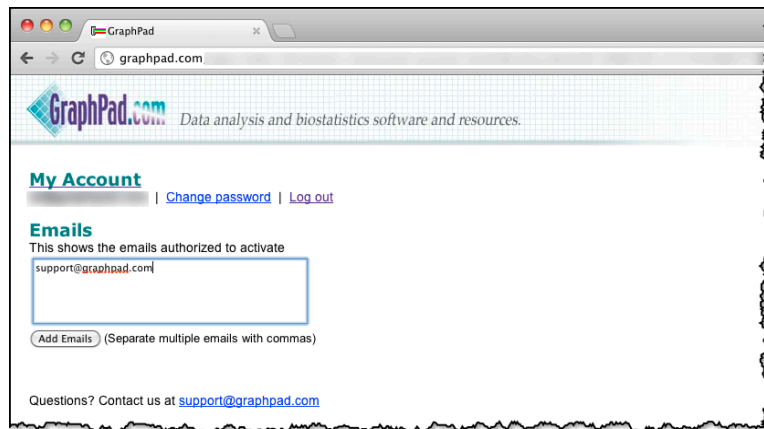 GraphPad
graphpad.com
GraphPad.com Data analysis and biostatistics software and resources.
My Account
| Change password | Log out
Emails
This shows the emails authorized to activate
support@graphpad.com
Add Emails (Separate multiple emails with commas)
Questions? Contact us at support@graphpad.com